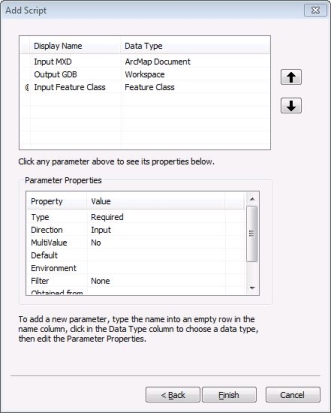 Add Script
Display Name Data Type
Input MXD ArcMap Document
Output GDB Workspace
Input Feature Class Feature Class
Click any parameter above to see its properties below.
Parameter Properties
Property Value
Type Required
Direction Input
MultiValue No
Default
Environment
Filter None
Obtained from
To add a new parameter, type the name into an empty row in the
name column, click in the Data Type column to choose a data type,
then edit the Parameter Properties.
< Back Finish Cancel